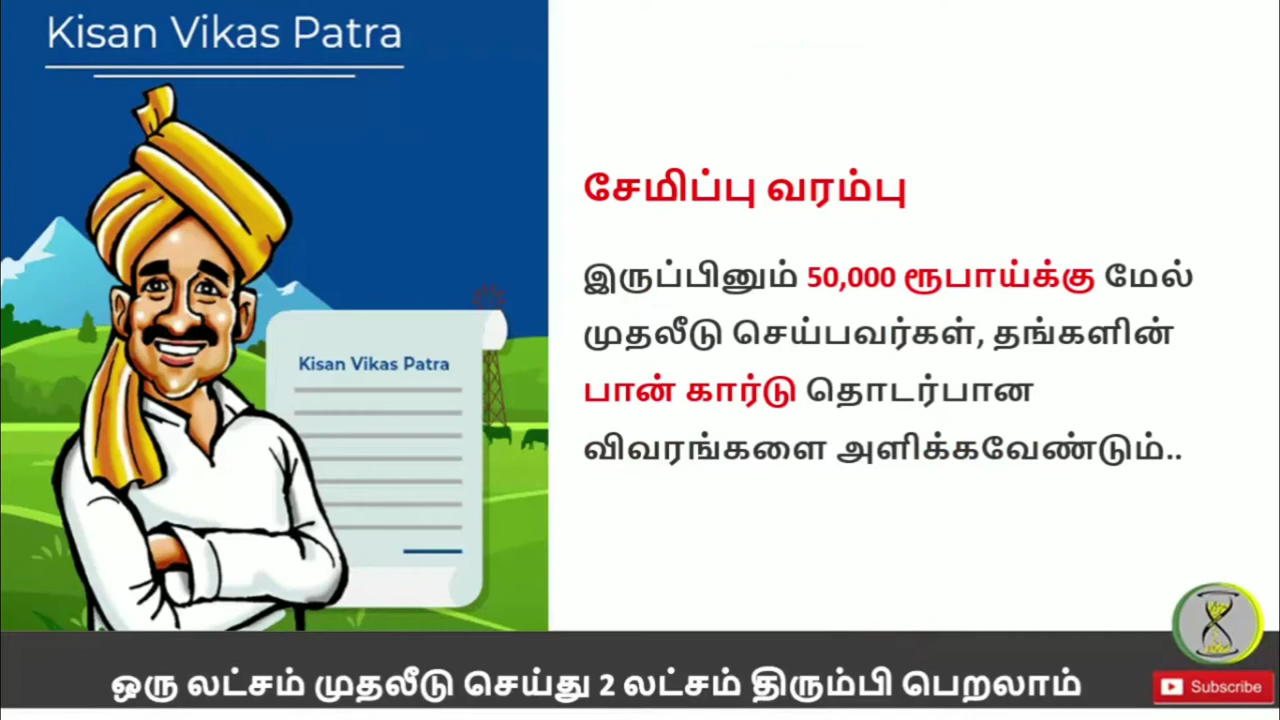 Kisan Vikas Patra
Kisan Vikas Patra
சேமிப்பு வரம்பு
இருப்பினும் 50,000 ரூபாய்க்கு மேல்
முதலீடு செய்பவர்கள், தங்களின்
பான் கார்டு தொடர்பான
விவரங்களை அளிக்கவேண்டும்..
ஒரு லட்சம் முதலீடு செய்து 2 லட்சம் திரும்பி பெறலாம்
Subscribe